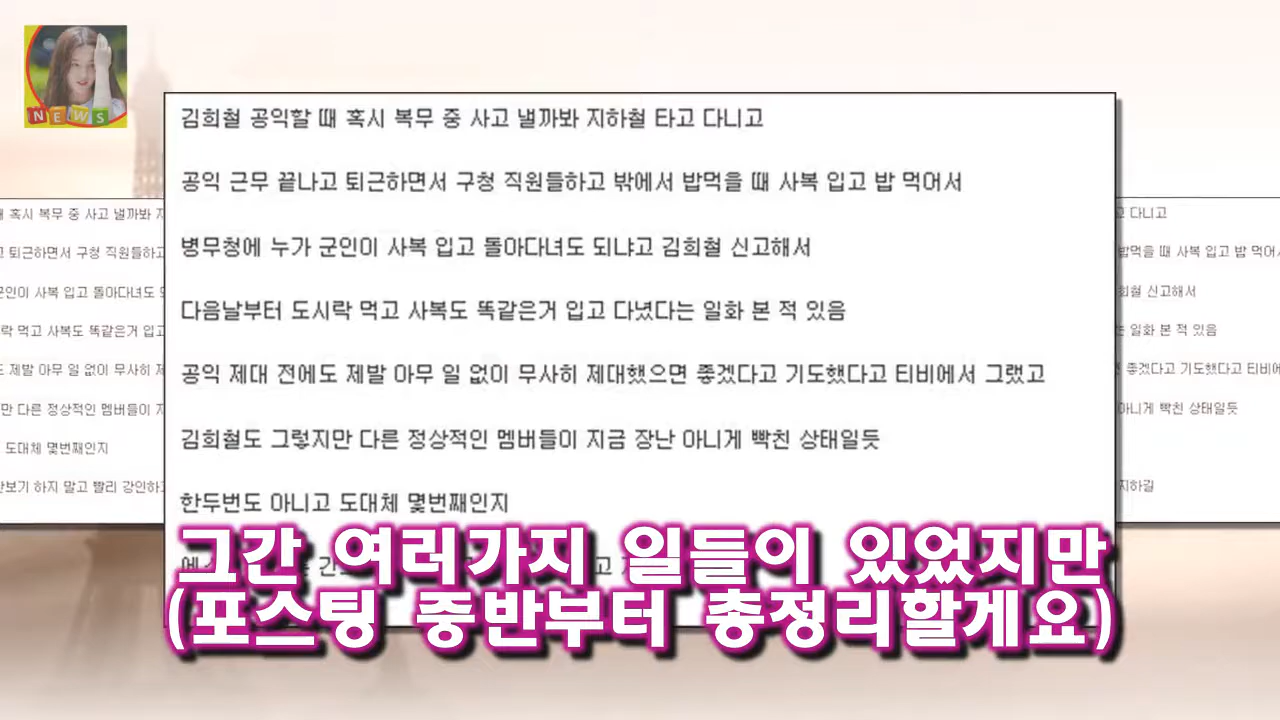 NEWS
김희철 공익할 때 혹시 복무 중 사고 낼까봐 지하철 타고 다니고
공익 근무 끝나고 퇴근하면서 구청 직원들하고 밖에서 밥먹을 때 사복 입고 밥 먹어서
병무청에 누가 군인이 사복 입고 돌아다녀도 되냐고 김희철 신고해서
다음날부터 도시락 먹고 사복도 똑같은거 입고 다녔다는 일화 본 적 있음
공익 제대 전에도 제발 아무 일 없이 무사히 제대했으면 좋겠다고 기도했다고 티비에서 그랬고
김희철도 그렇지만 다른 정상적인 멤버들이 지금 장난 아니게 빡친 상태일듯
한두번도 아니고 도대체 몇번째인지
그간 여러가지 일들이 있었지만
(포스팅 중반부터 총정리할게요)